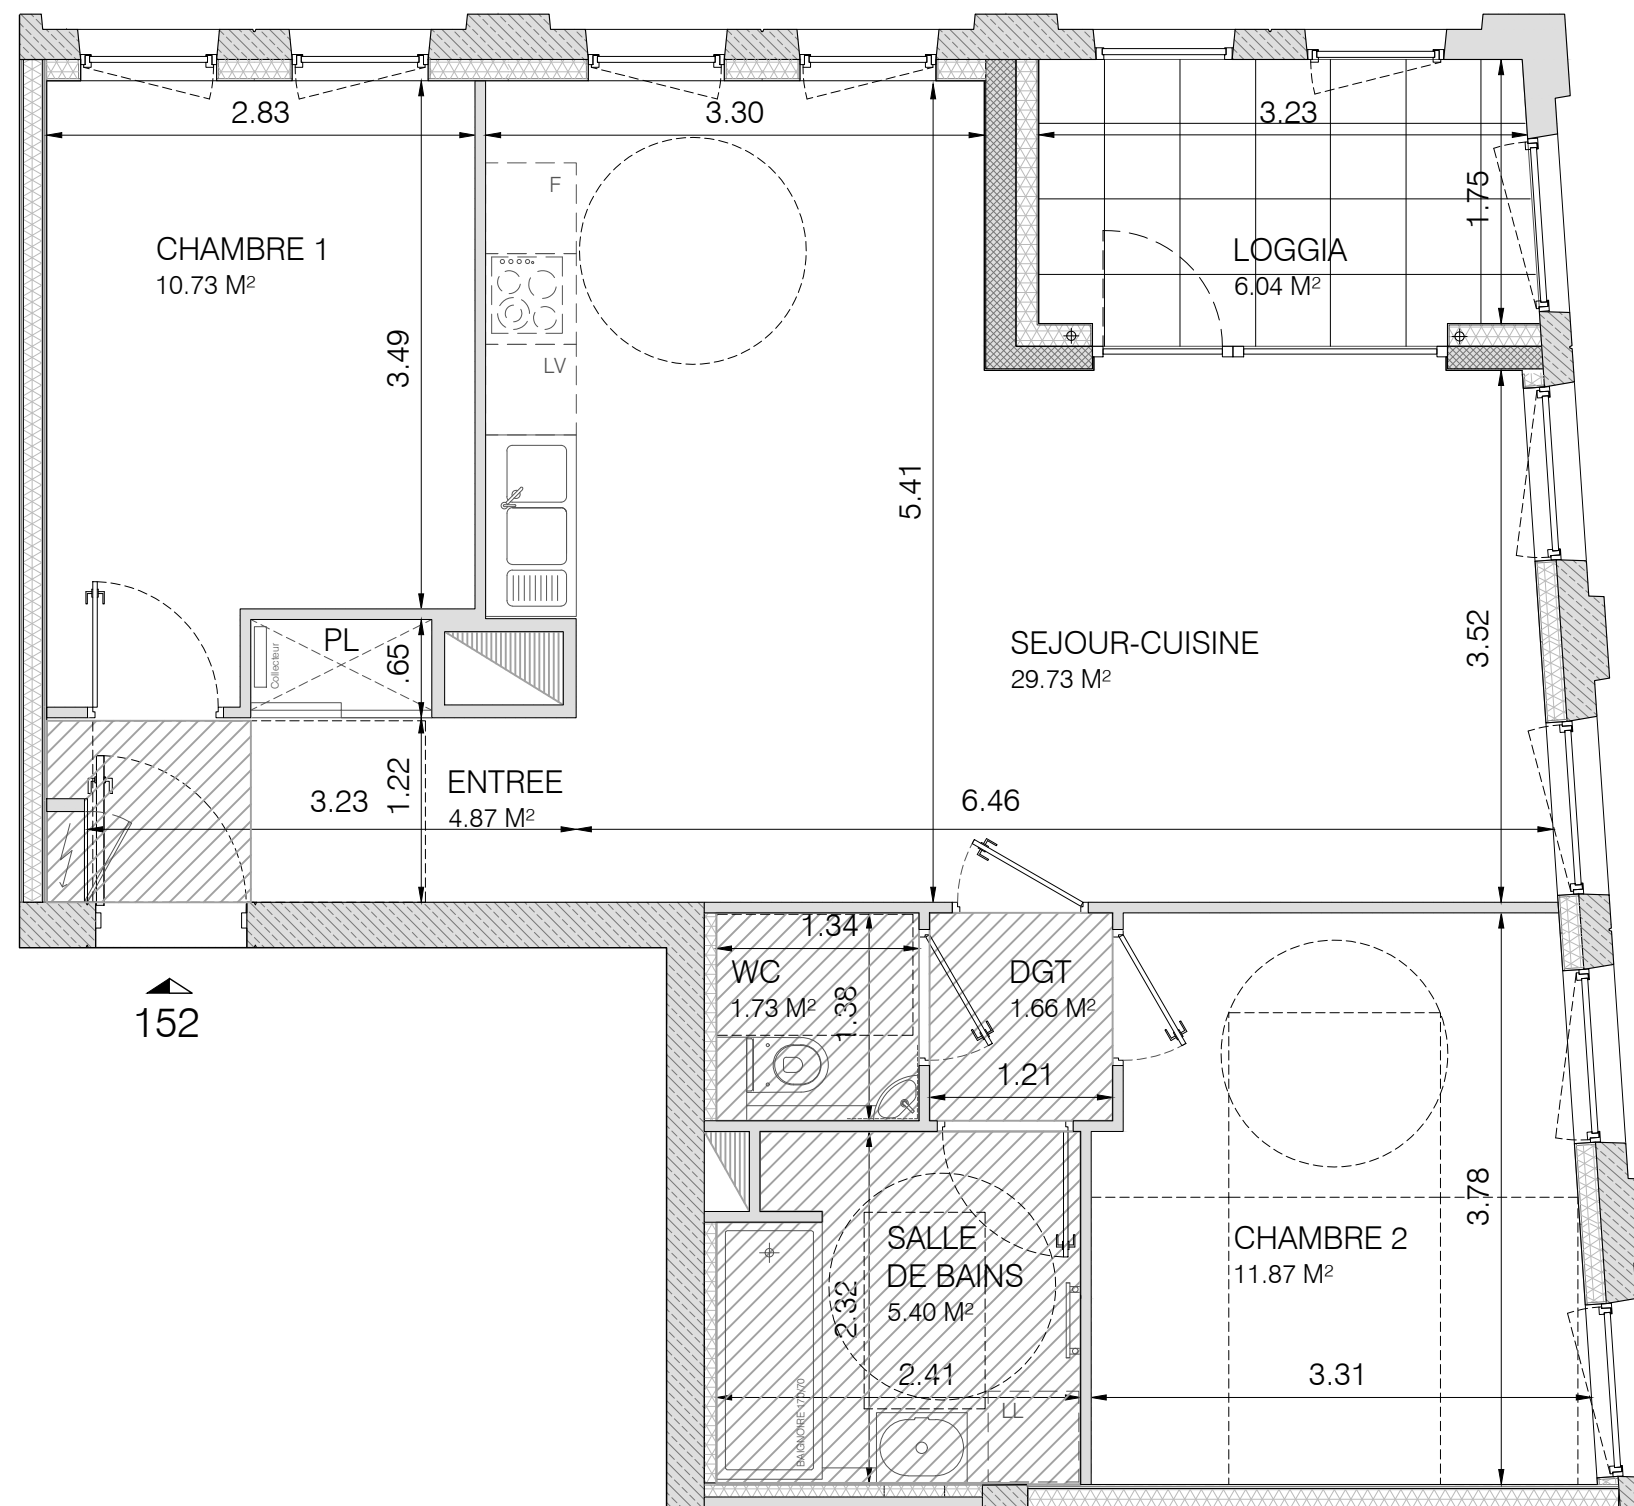 2.83
3.30
3.23
F
1.75
CHAMBRE 1
10.73 M²
LOGGIA
6.04 M²
3.49
LV
5.41
PL
.65
Collecteur
SEJOUR-CUISINE
29.73 M²
3.52
3.23
1.22
ENTREE
4.87 M²
6.46
1.34
WC
1.73 M²
1.38
DGT
1.66 M²
152
1.21
SALLE
DE BAINS
5.40 M²
2.32
CHAMBRE 2
11.87 M²
3.78
2.41
3.31
BAIGNOIRE 170/70
LL